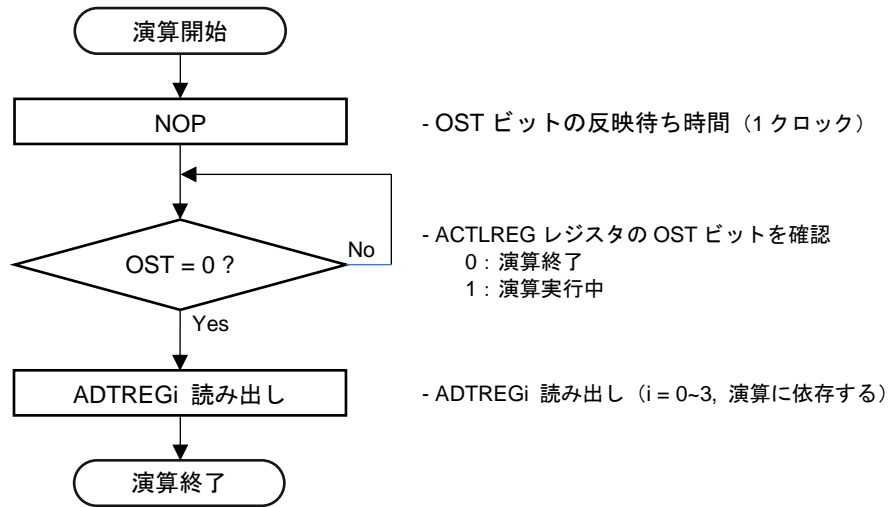 演算開始
NOP
- OST ビットの反映待ち時間（1 クロック）
OST = 0 ?
No
- ACTLREG レジスタの OST ビットを確認
0：演算終了
1：演算実行中
Yes
ADTREGi 読み出し
- ADTREGi 読み出し（i = 0~3, 演算に依存する）
演算終了